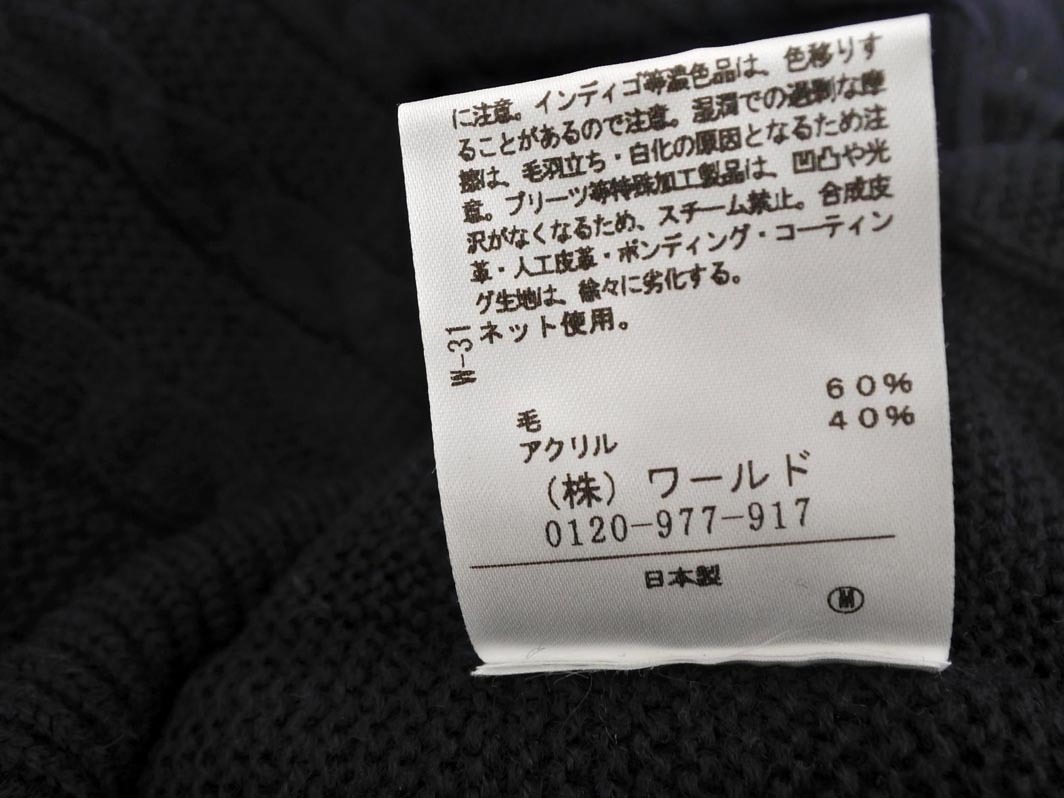 に注意。インディゴ等濃色品は、色移りす
ることがあるので注意。湿潤での過剰な摩
擦は、毛羽立ち・白化の原因となるため注
意。プリーツ等特殊加工製品は、凹凸や光
沢がなくなるため、スチーム禁止。合成皮
革・人工皮革・ボンディング・コーティン
グ生地は、徐々に劣化する。
ネット使用。
W-31
毛 60%
アクリル 40%
（株）ワールド
0120-977-917
日本製
M